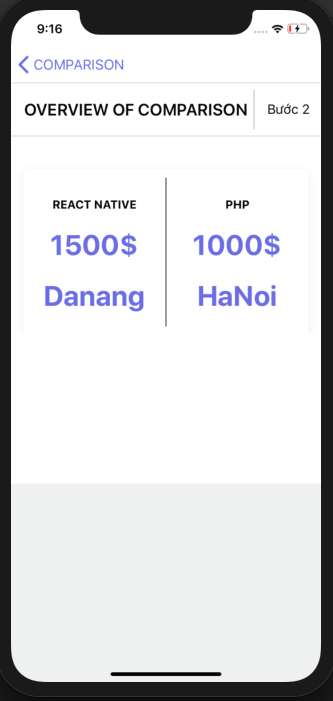 9:16
COMPARISON
OVERVIEW OF COMPARISON
Bước 2
REACT NATIVE
PHP
1500$
1000$
Danang
HaNoi